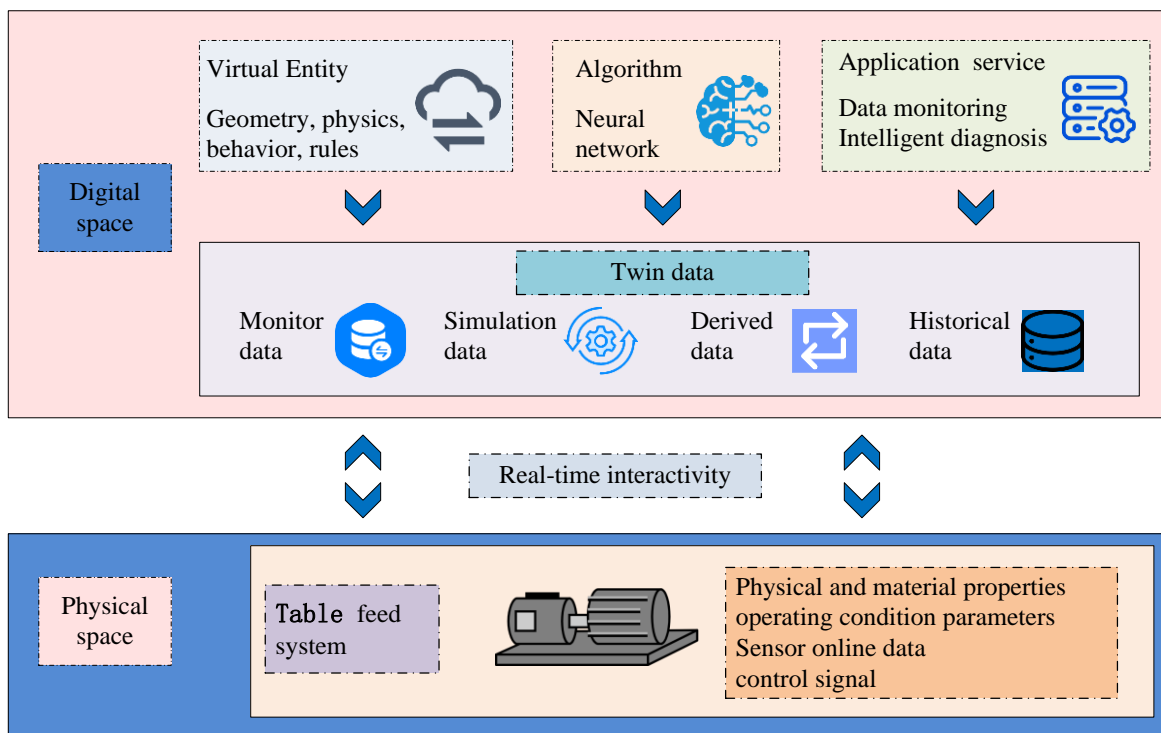 Virtual Entity
Geometry, physics,
behavior, rules
Algorithm
Neural
network
Application service
Data monitoring
Intelligent diagnosis
Digital
space
Twin data
Monitor
data
Simulation
data
Derived
data
Historical
data
Real-time interactivity
Physical
space
Table feed
system
Physical and material properties
operating condition parameters
Sensor online data
control signal